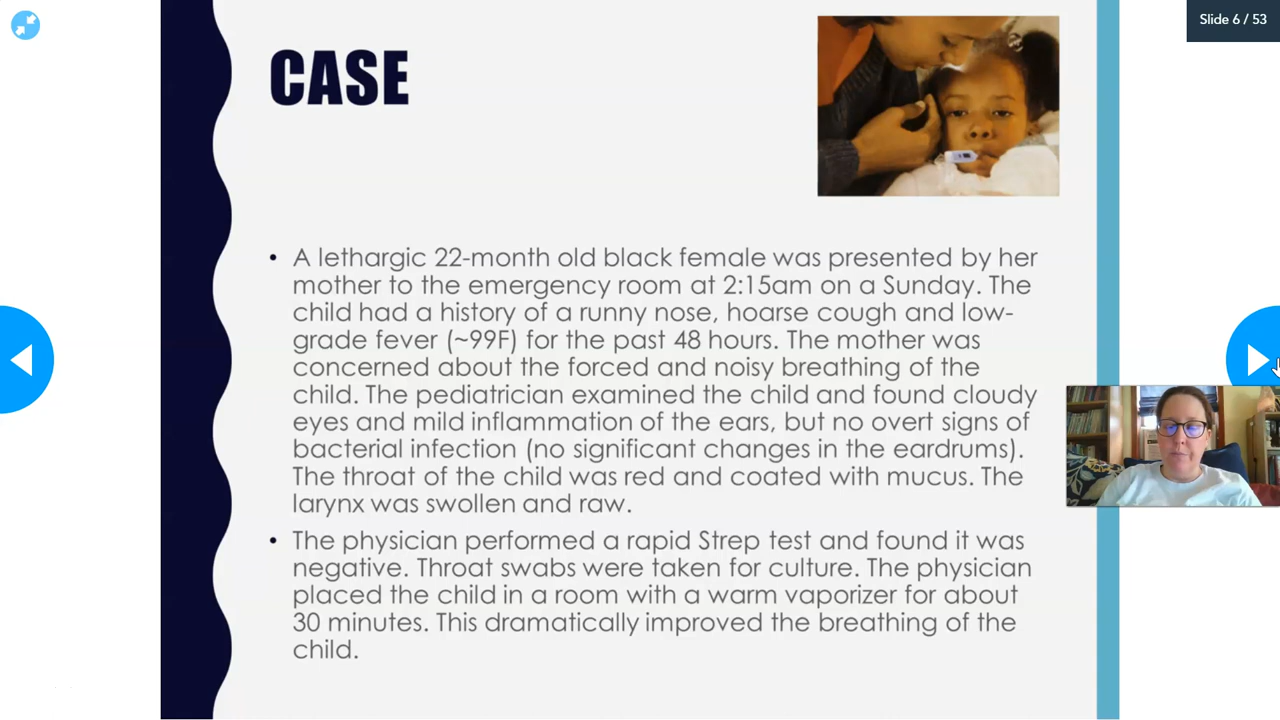 Slide 6 / 53
CASE
• A lethargic 22-month old black female was presented by her
mother to the emergency room at 2:15am on a Sunday. The
child had a history of a runny nose, hoarse cough and low-
grade fever (~99F) for the past 48 hours. The mother was
concerned about the forced and noisy breathing of the
child. The pediatrician examined the child and found cloudy
eyes and mild inflammation of the ears, but no overt signs of
bacterial infection (no significant changes in the eardrums).
The throat of the child was red and coated with mucus. The
larynx was swollen and raw.
• The physician performed a rapid Strep test and found it was
negative. Throat swabs were taken for culture. The physician
placed the child in a room with a warm vaporizer for about
30 minutes. This dramatically improved the breathing of the
child.